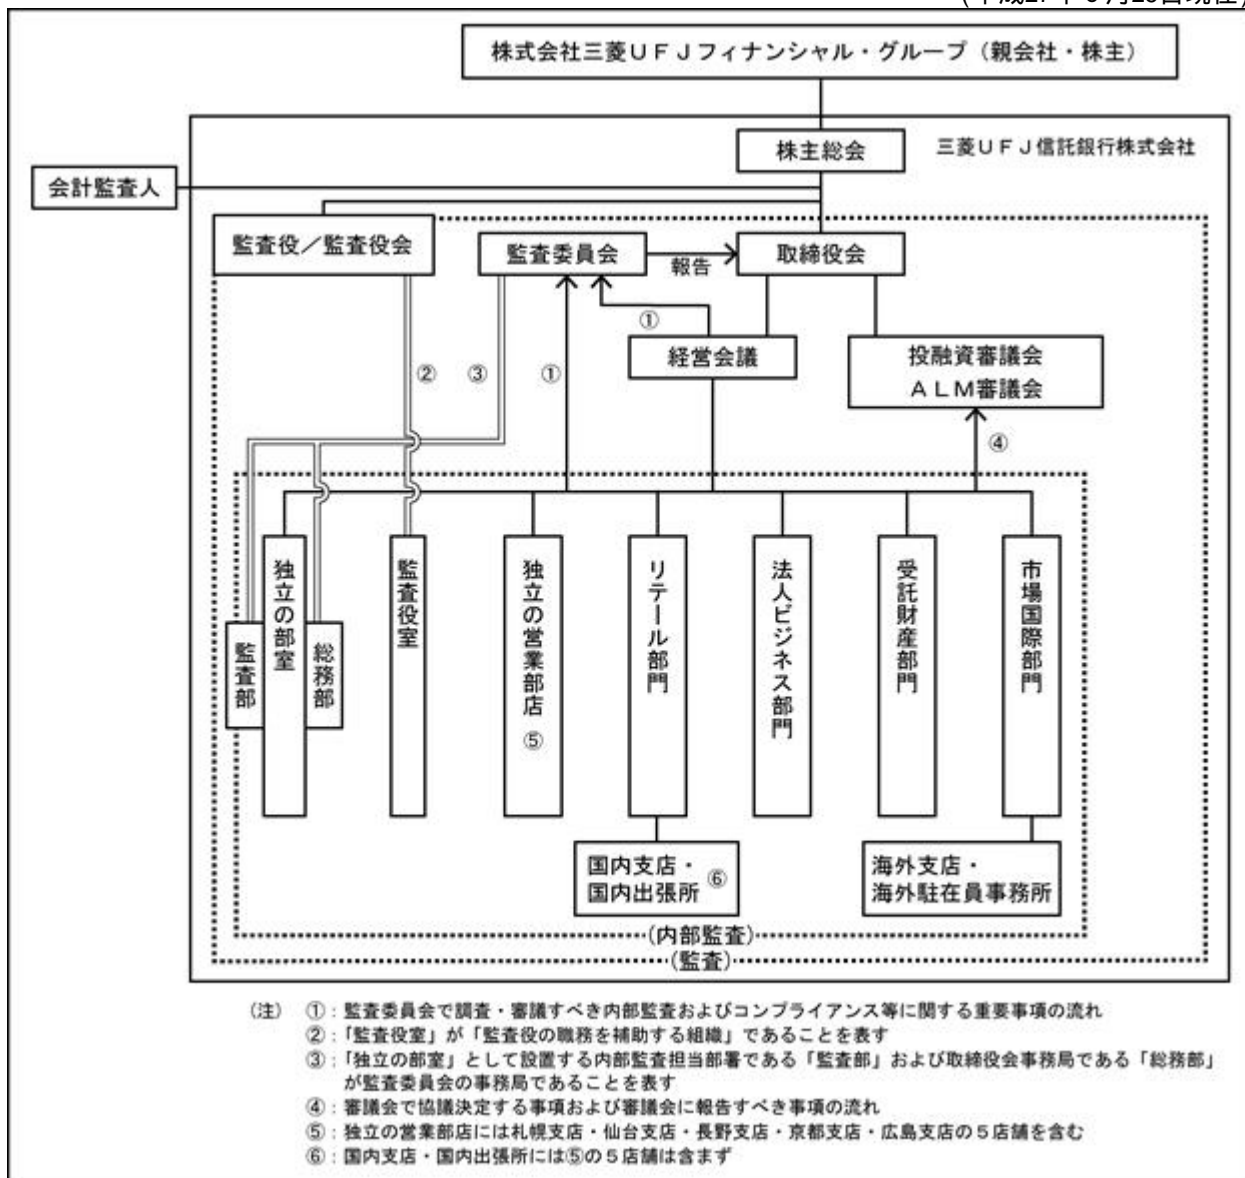 株式会社三菱ＵＦＪフィナンシャル・グループ（親会社・株主）
株主総会
三菱ＵＦＪ信託銀行株式会社
会計監査人
監査役／監査役会
監査委員会
報告
取締役会
①
経営会議
投融資審議会
ＡＬＭ審議会
②
③
①
④
独立の部室
監査部
総務部
監査役室
独立の営業部店 ⑤
リテール部門
法人ビジネス部門
受託財産部門
市場国際部門
国内支店・
国内出張所 ⑥
海外支店・
海外駐在員事務所
(内部監査)
(監査)
（注） ①：監査委員会で調査・審議すべき内部監査およびコンプライアンス等に関する重要事項の流れ
②：「監査役室」が「監査役の職務を補助する組織」であることを表す
③：「独立の部室」として設置する内部監査担当部署である「監査部」および取締役会事務局である「総務部」
が監査委員会の事務局であることを表す
④：審議会で協議決定する事項および審議会に報告すべき事項の流れ
⑤：独立の営業部店には札幌支店・仙台支店・長野支店・京都支店・広島支店の５店舗を含む
⑥：国内支店・国内出張所には⑤の５店舗は含まず